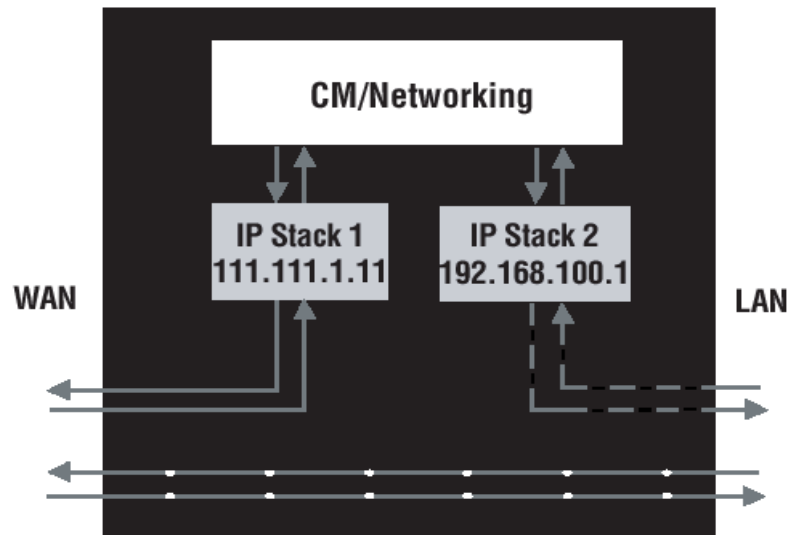 CM/Networking
IP Stack 1
111.111.1.11
IP Stack 2
192.168.100.1
WAN
LAN